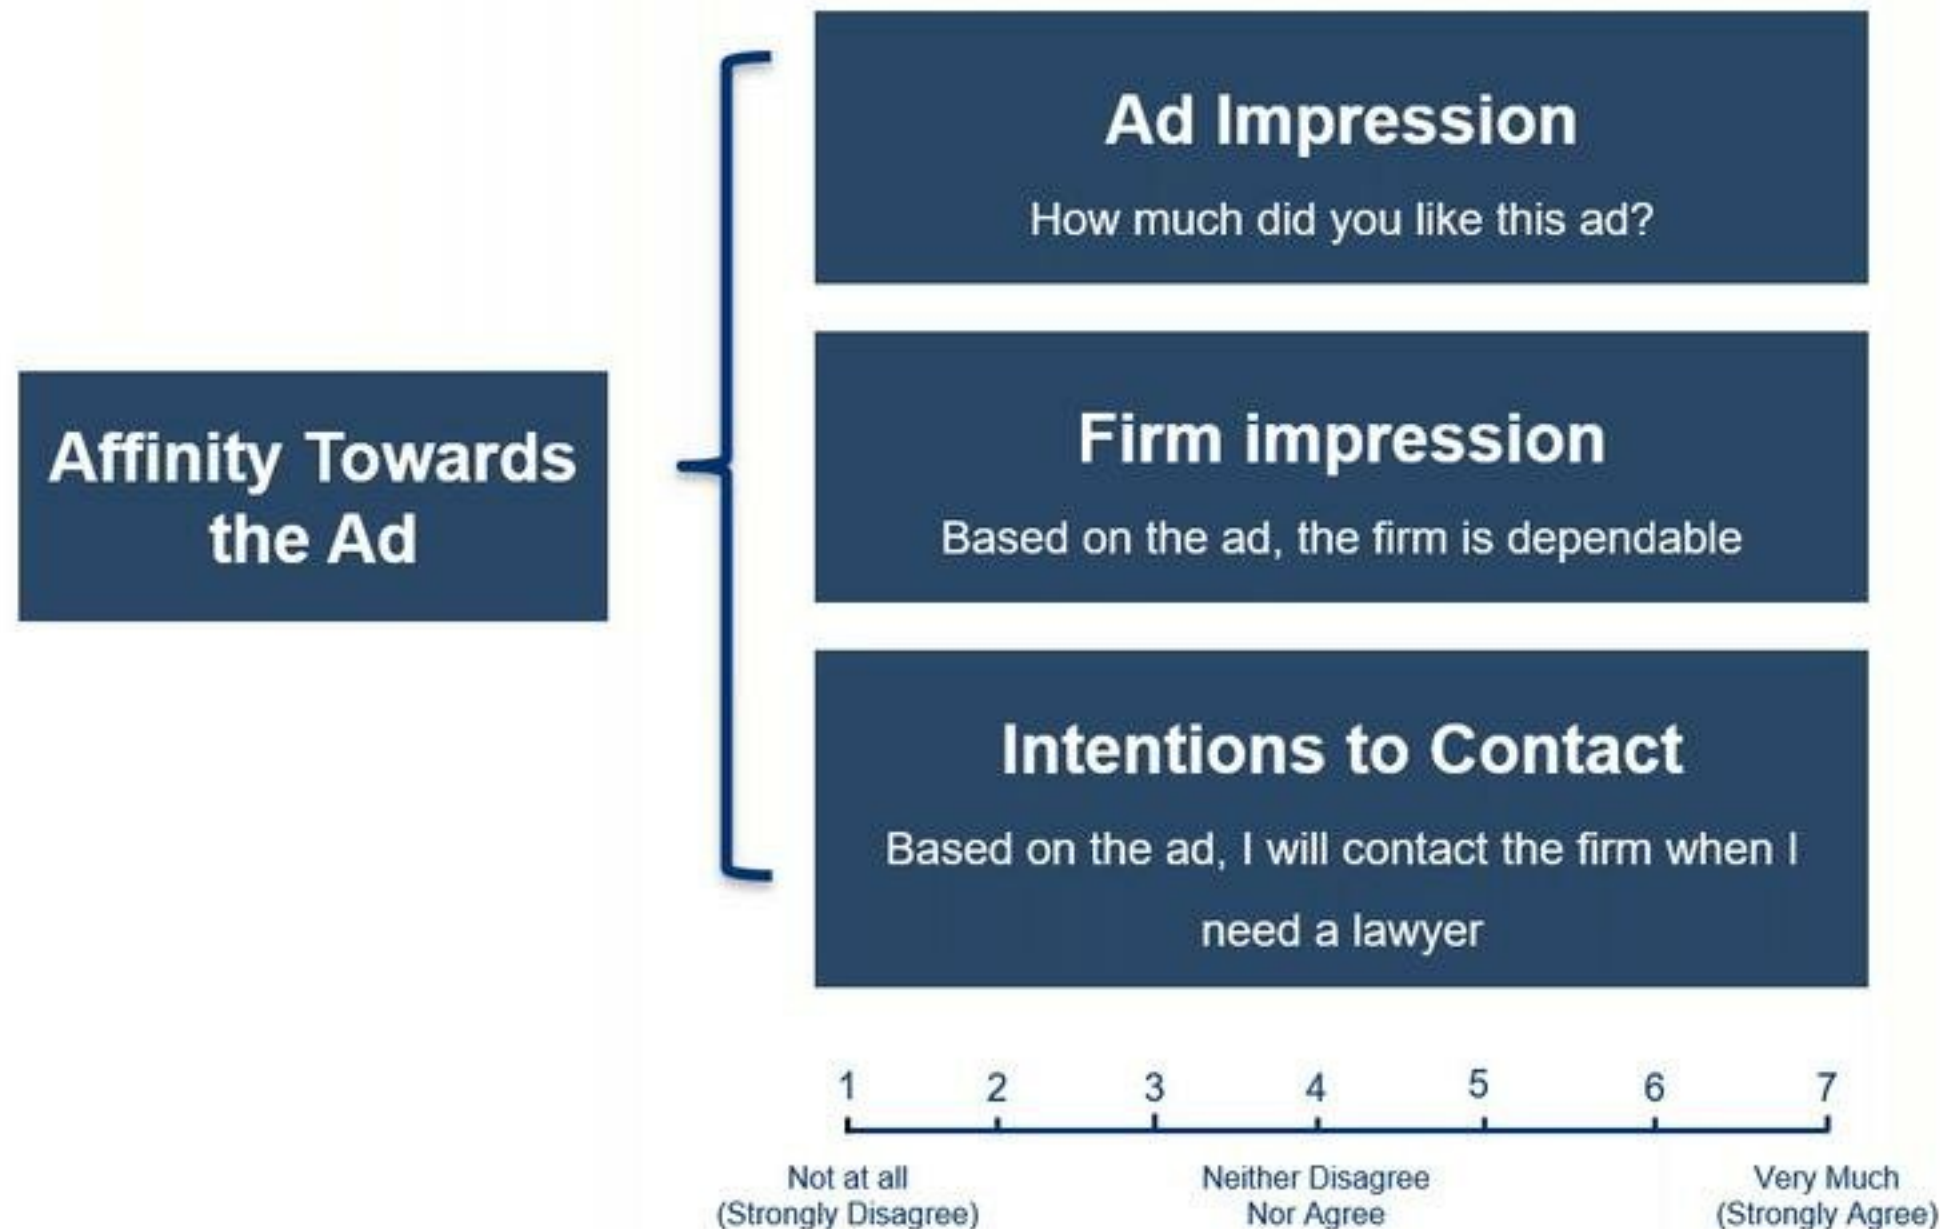 Affinity Towards
the Ad
Ad Impression
How much did you like this ad?
Firm impression
Based on the ad, the firm is dependable
Intentions to Contact
Based on the ad, I will contact the firm when I
need a lawyer
1 2 3 4 5 6 7
Not at all Neither Disagree Very Much
(Strongly Disagree) Nor Agree (Strongly Agree)